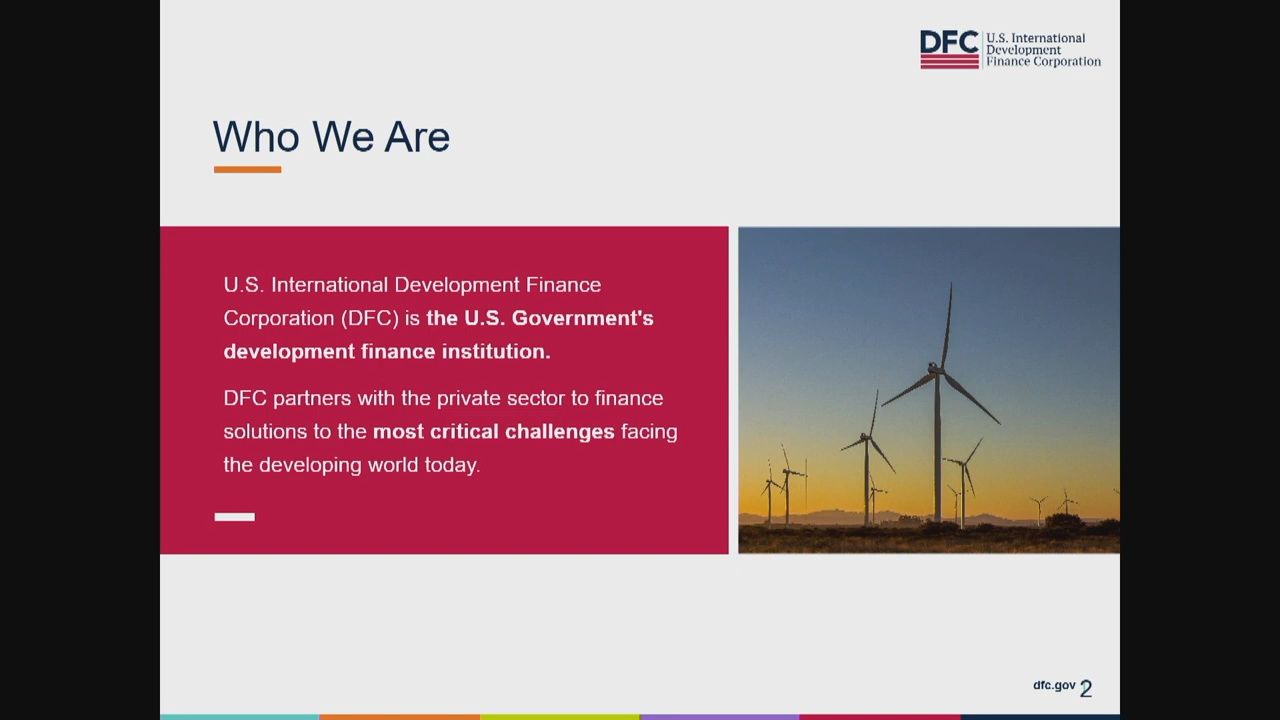 DFC
U.S. International
Development
Finance Corporation
Who We Are
U.S. International Development Finance
Corporation (DFC) is the U.S. Government's
development finance institution.
DFC partners with the private sector to finance
solutions to the most critical challenges facing
the developing world today.
dfc.gov 2